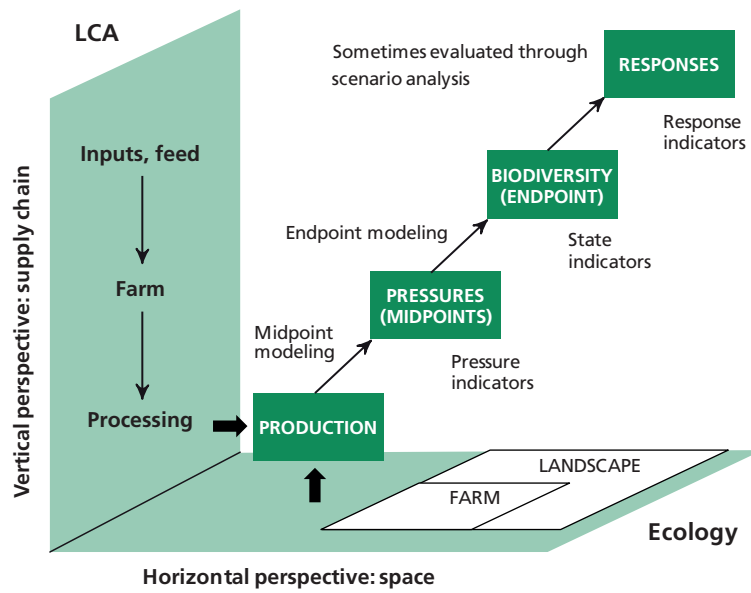 LCA
Sometimes evaluated through
scenario analysis
RESPONSES
Response
indicators
Inputs, feed
BIODIVERSITY
(ENDPOINT)
Endpoint modeling
State
indicators
Farm
PRESSURES
(MIDPOINTS)
Midpoint
modeling
Pressure
indicators
Processing
PRODUCTION
LANDSCAPE
FARM
Ecology
Vertical perspective: supply chain
Horizontal perspective: space